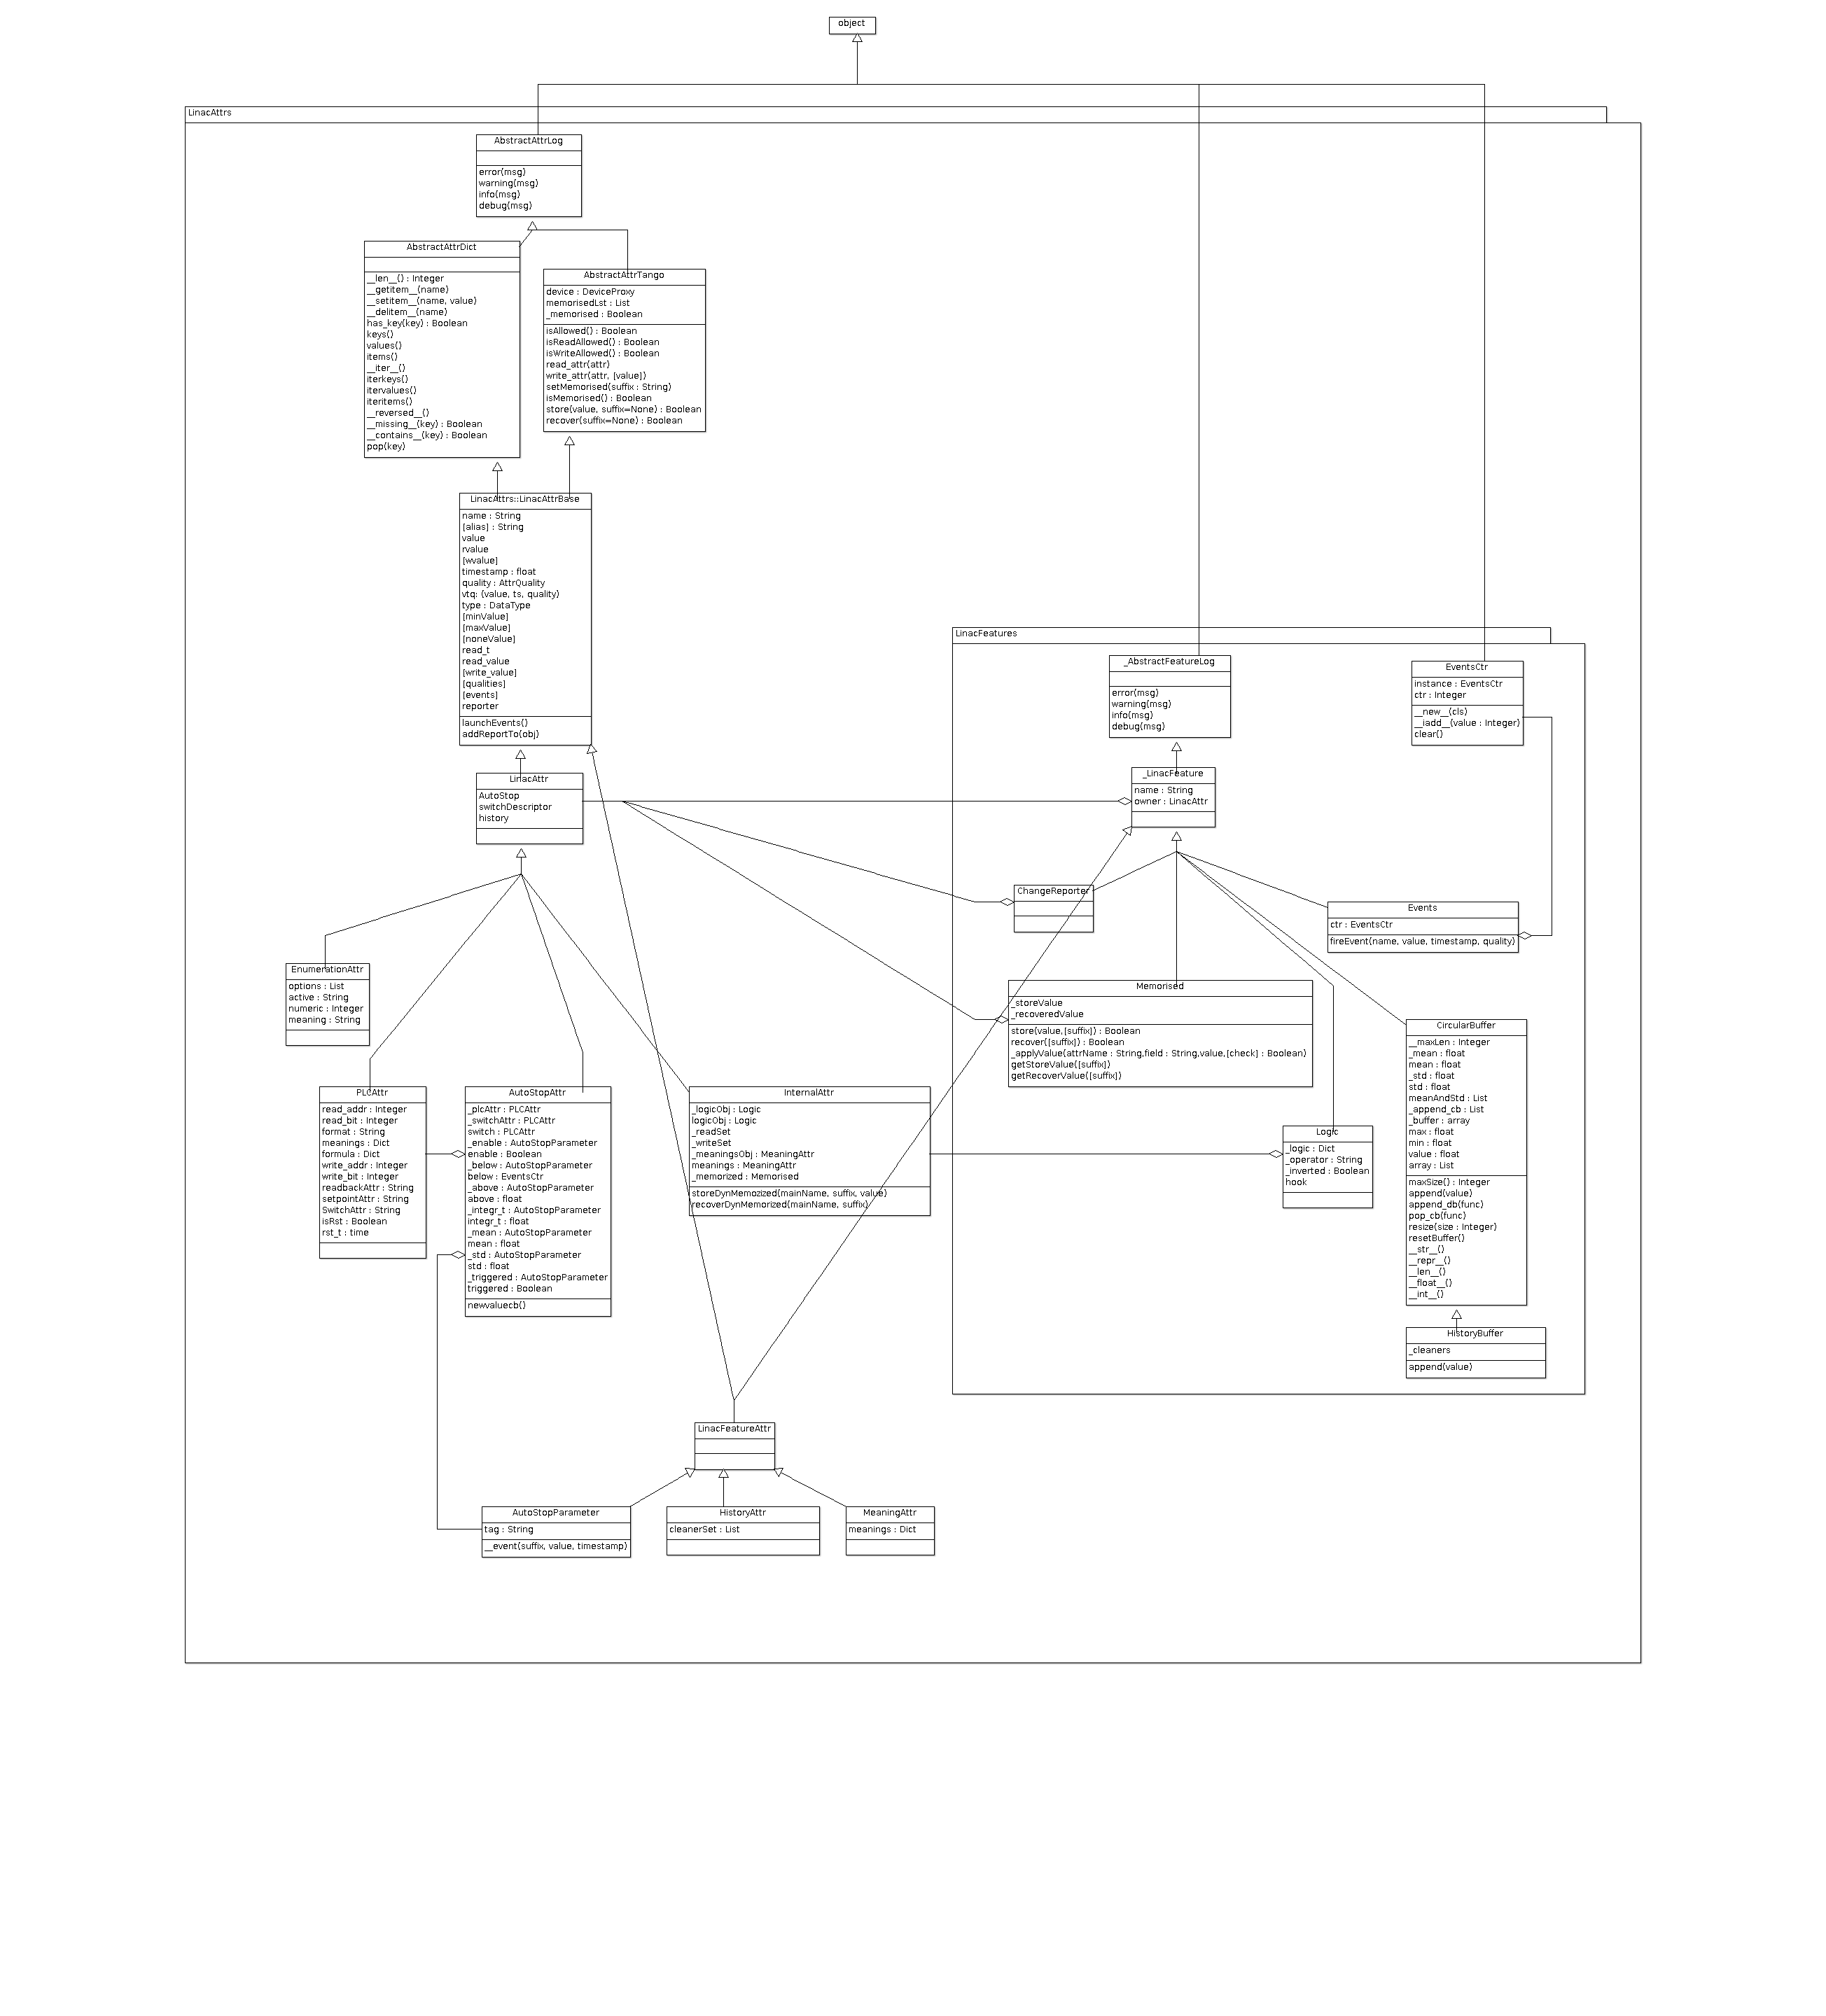 object
LinacAttrs
AbstractAttrLog
error(msg)
warning(msg)
info(msg)
debug(msg)
AbstractAttrDict
__len__() : Integer
__getitem__(name)
__setitem__(name, value)
__delitem__(name)
has_key(key) : Boolean
keys()
values()
items()
__iter__()
iterkeys()
itervalues()
iteritems()
__reversed__()
__missing__(key) : Boolean
__contains__(key) : Boolean
pop(key)
AbstractAttrTango
device : DeviceProxy
memorisedLst : List
_memorised : Boolean
isAllowed() : Boolean
isReadAllowed() : Boolean
isWriteAllowed() : Boolean
read_attr(attr)
write_attr(attr, [value])
setMemorised(suffix : String)
isMemorised() : Boolean
store(value, suffix=None) : Boolean
recover(suffix=None) : Boolean
LinacAttrs::LinacAttrBase
name : String
[alias] : String
value
rvalue
[wvalue]
timestamp : float
quality : AttrQuality
vtq: (value, ts, quality)
type : DataType
[minValue]
[maxValue]
[noneValue]
read_t
read_value
[write_value]
[qualities]
[events]
reporter
launchEvents()
addReportTo(obj)
LinacFeatures
_AbstractFeatureLog
error(msg)
warning(msg)
info(msg)
debug(msg)
EventsCtr
instance : EventsCtr
ctr : Integer
__new__(cls)
__iadd__(value : Integer)
clear()
LinacAttr
AutoStop
switchDescriptor
history
_LinacFeature
name : String
owner : LinacAttr
ChangeReporter
Events
ctr : EventsCtr
fireEvent(name, value, timestamp, quality)
EnumerationAttr
options : List
active : String
numeric : Integer
meaning : String
Memorised
_storeValue
_recoveredValue
store(value,[suffix]) : Boolean
recover([suffix]) : Boolean
_applyValue(attrName : String,field : String,value,[check] : Boolean)
getStoreValue([suffix])
getRecoverValue([suffix])
CircularBuffer
__maxLen : Integer
_mean : float
mean : float
_std : float
std : float
meanAndStd : List
_append_cb : List
_buffer : array
max : float
min : float
value : float
array : List
maxSize() : Integer
append(value)
append_db(func)
pop_cb(func)
resize(size : Integer)
resetBuffer()
__str__()
__repr__()
__len__()
__float__()
__int__()
PLCAttr
read_addr : Integer
read_bit : Integer
format : String
meanings : Dict
formula : Dict
write_addr : Integer
write_bit : Integer
readbackAttr : String
setpointAttr : String
SwitchAttr : String
isRst : Boolean
rst_t : time
AutoStopAttr
_plcAttr : PLCAttr
_switchAttr : PLCAttr
switch : PLCAttr
_enable : AutoStopParameter
enable : Boolean
_below : AutoStopParameter
below : EventsCtr
_above : AutoStopParameter
above : float
_integr_t : AutoStopParameter
integr_t : float
_mean : AutoStopParameter
mean : float
_std : AutoStopParameter
std : float
_triggered : AutoStopParameter
triggered : Boolean
newvaluecb()
InternalAttr
_logicObj : Logic
logicObj : Logic
_readSet
_writeSet
_meaningsObj : MeaningAttr
meanings : MeaningAttr
_memorized : Memorised
storeDynMemozized(mainName, suffix, value)
recoverDynMemorized(mainName, suffix)
Logic
_logic : Dict
_operator : String
_inverted : Boolean
hook
HistoryBuffer
_cleaners
append(value)
LinacFeatureAttr
AutoStopParameter
tag : String
__event(suffix, value, timestamp)
HistoryAttr
cleanerSet : List
MeaningAttr
meanings : Dict